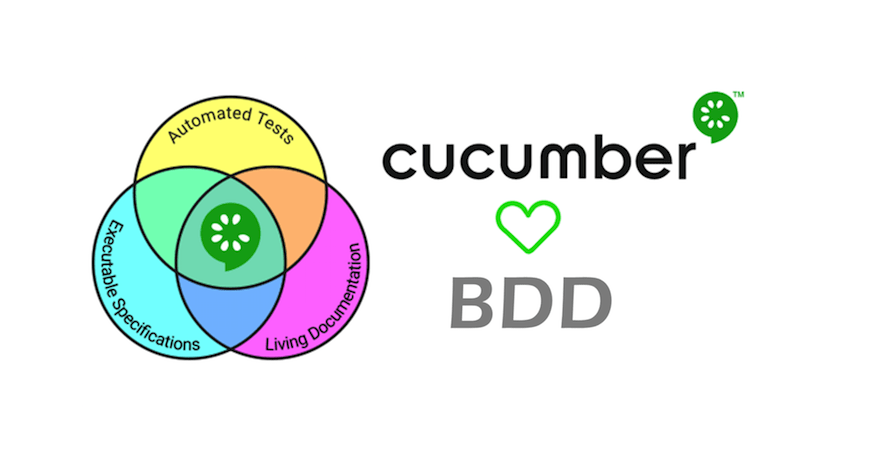 Automated Tests
Executable Specifications
Living Documentation
cucumber
TM
BDD